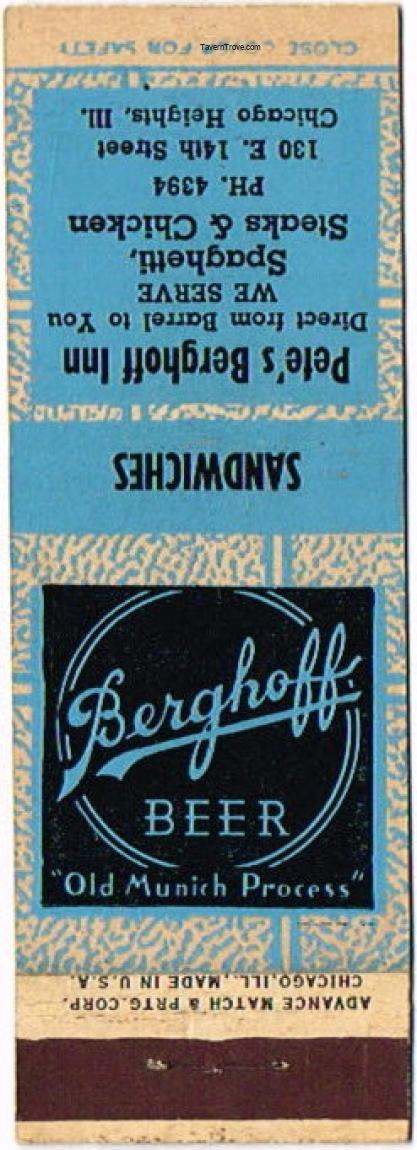 TavernTrove.com
CLOSE COVER FOR SAFETY
Pete's Berghoff Inn
Direct from Barrel to You
WE SERVE
Spaghetti,
Steaks & Chicken
PH. 4394
130 E. 14th Street
Chicago Heights, Ill.
SANDWICHES
Berghoff
BEER
"Old Munich Process"
ADVANCE MATCH & PRTG. CORP.
CHICAGO, ILL., MADE IN U.S.A.